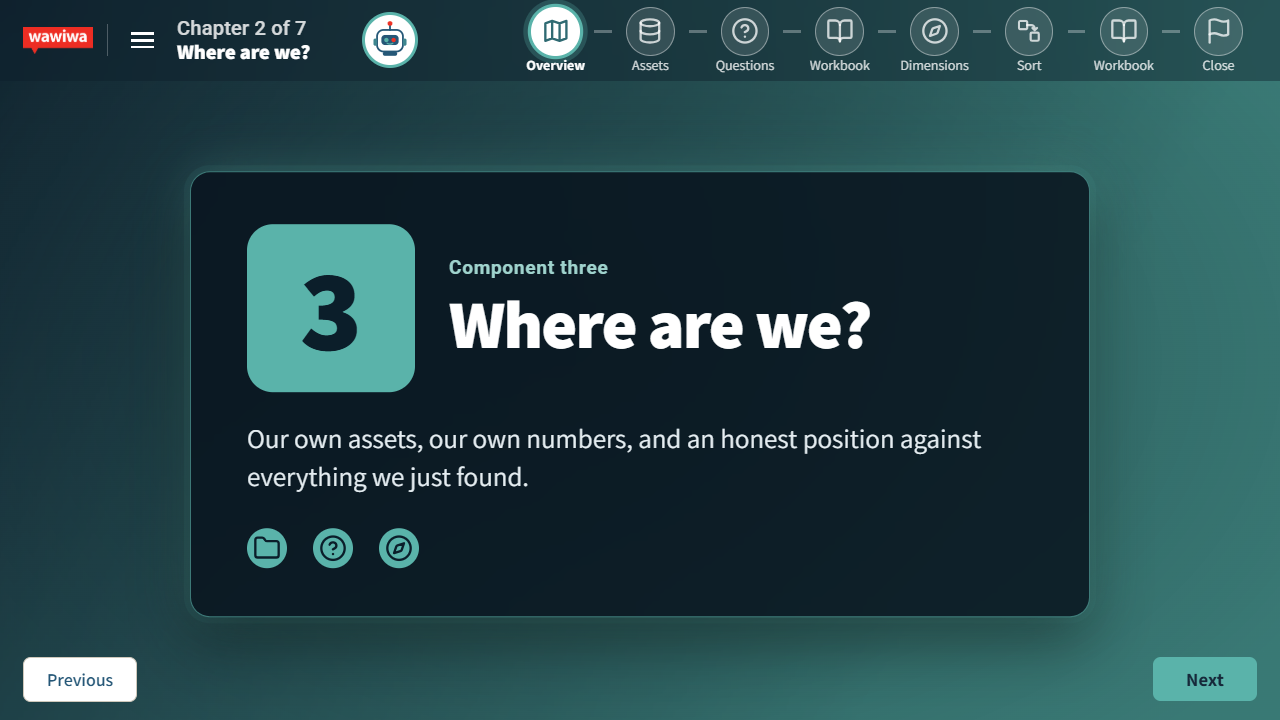 wawiwa
Chapter 2 of 7
Where are we?
Overview
Assets
Questions
Workbook
Dimensions
Sort
Workbook
Close
3
Component three
Where are we?
Our own assets, our own numbers, and an honest position against
everything we just found.
Previous
Next